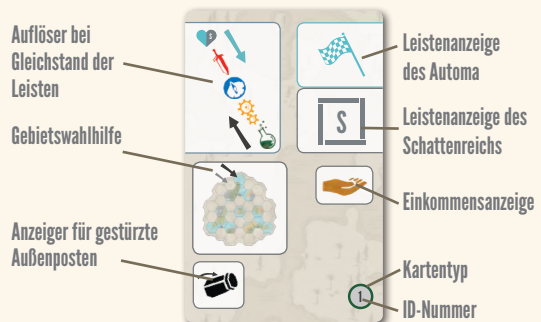 Auflöser bei
Gleichstand der
Leisten
Gebietswahlhilfe
Anzeiger für gestürzte
Außenposten
S
1
Leistenanzeige
des Automa
Leistenanzeige des
Schattenreichs
Einkommensanzeige
Kartentyp
ID-Nummer